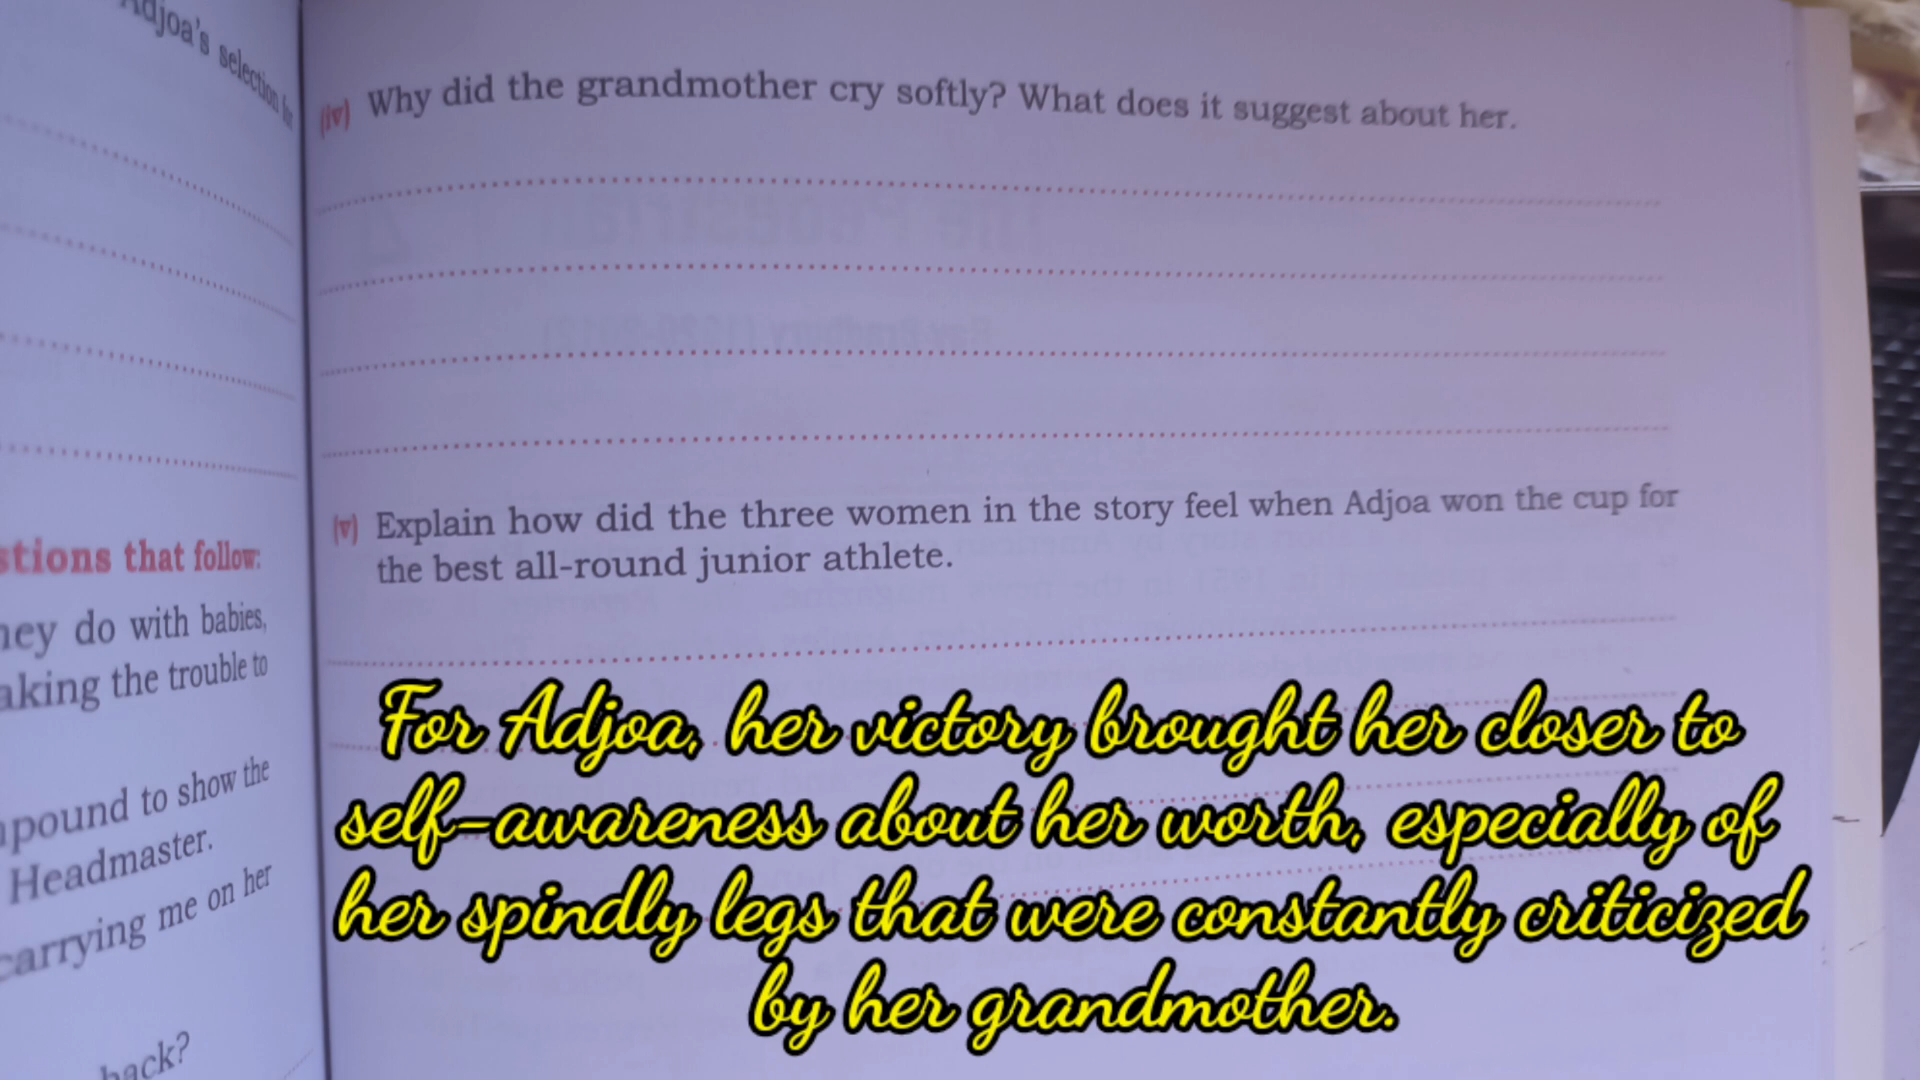 Adjoa's selection for
stions that follow:
ney do with babies,
aking the trouble to
pound to show the
Headmaster.
carrying me on her
back?
(iv) Why did the grandmother cry softly? What does it suggest about her.
(v) Explain how did the three women in the story feel when Adjoa won the cup for
the best all-round junior athlete.
For Adjoa, her victory brought her closer to
self-awareness about her worth, especially of
her spindly legs that were constantly criticized
by her grandmother.